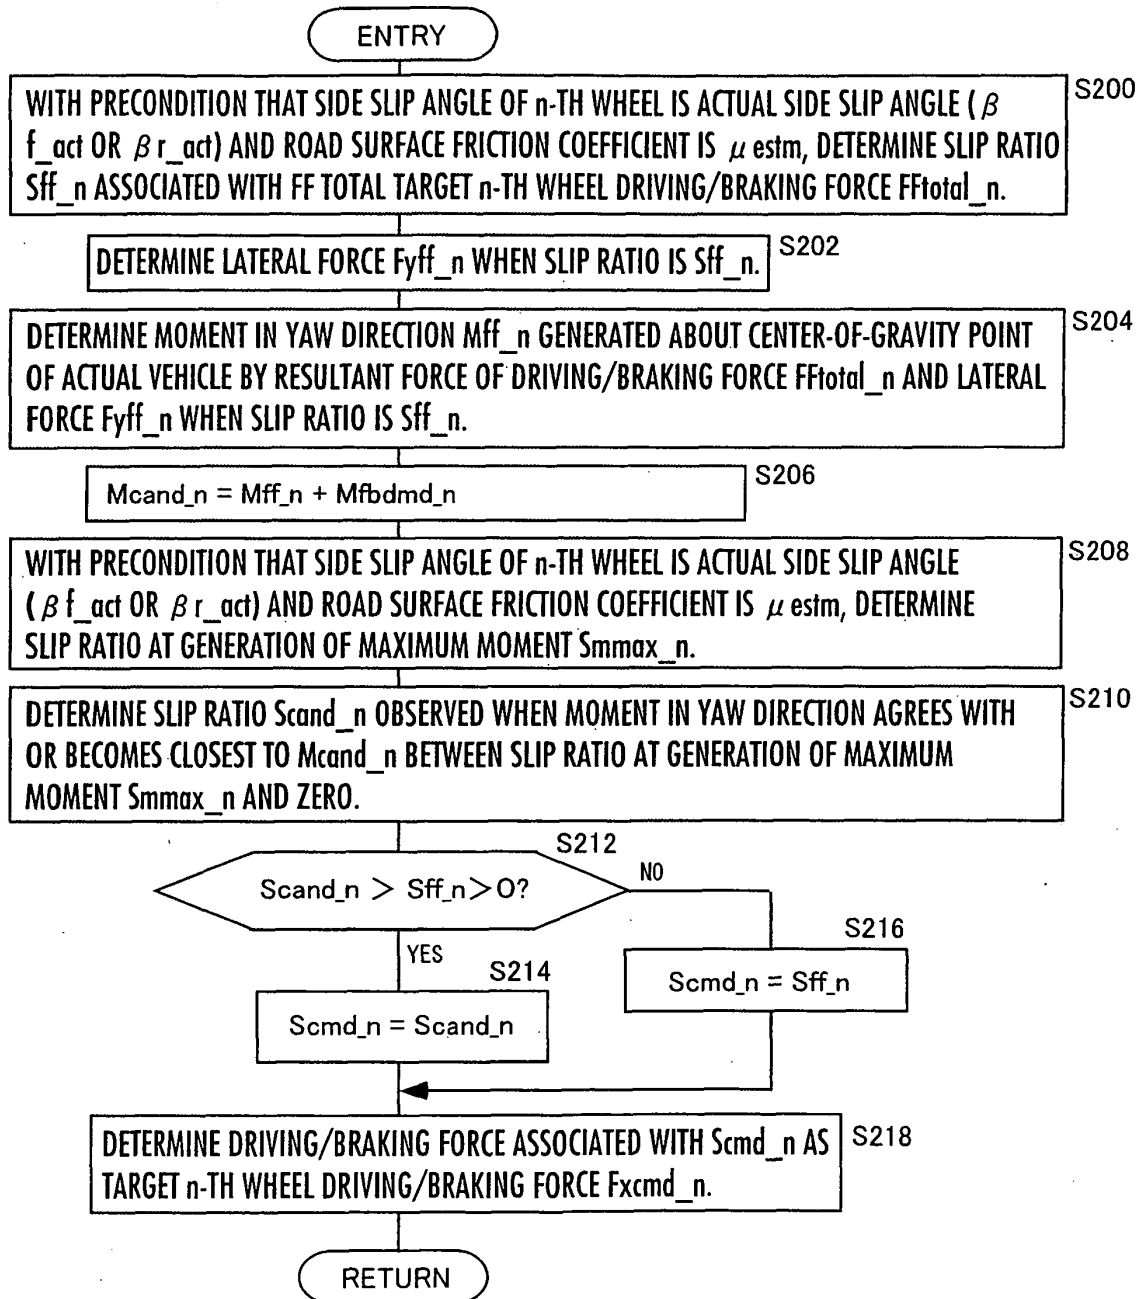 ENTRY
S200
WITH PRECONDITION THAT SIDE SLIP ANGLE OF n-TH WHEEL IS ACTUAL SIDE SLIP ANGLE (β
f_act OR βr_act) AND ROAD SURFACE FRICTION COEFFICIENT IS μestm, DETERMINE SLIP RATIO
Sff_n ASSOCIATED WITH FF TOTAL TARGET n-TH WHEEL DRIVING/BRAKING FORCE FFtotal_n.
S202
DETERMINE LATERAL FORCE Fyff_n WHEN SLIP RATIO IS Sff_n.
S204
DETERMINE MOMENT IN YAW DIRECTION Mff_n GENERATED ABOUT CENTER-OF-GRAVITY POINT
OF ACTUAL VEHICLE BY RESULTANT FORCE OF DRIVING/BRAKING FORCE FFtotal_n AND LATERAL
FORCE Fyff_n WHEN SLIP RATIO IS Sff_n.
S206
Mcand_n = Mff_n + Mfbdmd_n
S208
WITH PRECONDITION THAT SIDE SLIP ANGLE OF n-TH WHEEL IS ACTUAL SIDE SLIP ANGLE
(βf_act OR βr_act) AND ROAD SURFACE FRICTION COEFFICIENT IS μestm, DETERMINE
SLIP RATIO AT GENERATION OF MAXIMUM MOMENT Smmax_n.
S210
DETERMINE SLIP RATIO Scand_n OBSERVED WHEN MOMENT IN YAW DIRECTION AGREES WITH
OR BECOMES CLOSEST TO Mcand_n BETWEEN SLIP RATIO AT GENERATION OF MAXIMUM
MOMENT Smmax_n AND ZERO.
S212
Scand_n > Sff_n>0?
NO
YES
S216
Scmd_n = Sff_n
S214
Scmd_n = Scand_n
S218
DETERMINE DRIVING/BRAKING FORCE ASSOCIATED WITH Scmd_n AS
TARGET n-TH WHEEL DRIVING/BRAKING FORCE Fxcmd_n.
RETURN